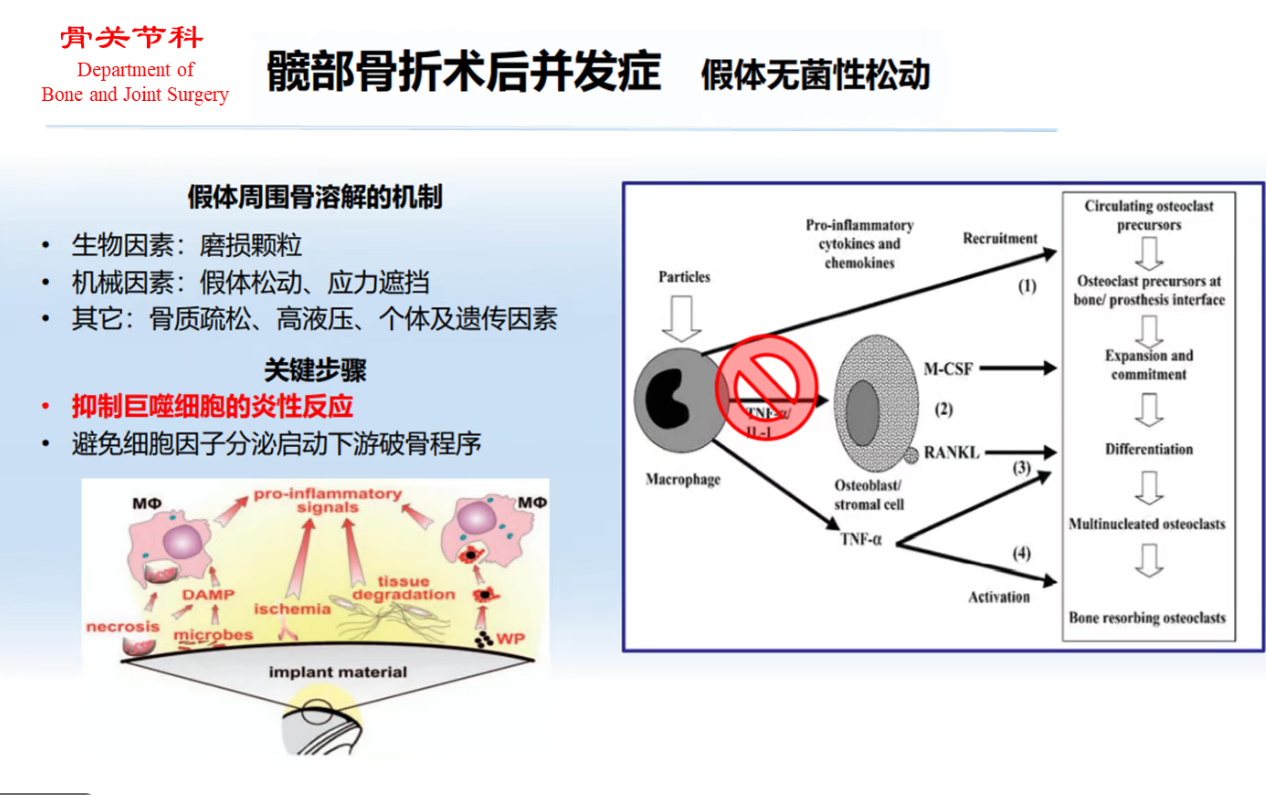 骨关节科
Department of
Bone and Joint Surgery
髋部骨折术后并发症 假体无菌性松动
假体周围骨溶解的机制
• 生物因素：磨损颗粒
• 机械因素：假体松动、应力遮挡
• 其它：骨质疏松、高液压、个体及遗传因素
关键步骤
• 抑制巨噬细胞的炎性反应
• 避免细胞因子分泌启动下游破骨程序
MΦ
pro-inflammatory
signals
MΦ
DAMP
necrosis
microbes
ischemia
tissue
degradation
WP
implant material
Particles
Macrophage
Pro-inflammatory
cytokines and
chemokines
Recruitment
(1)
TNF-α/
IL-1
Osteoblast/
stromal cell
M-CSF
(2)
RANKL
(3)
TNF-α
(4)
Activation
Circulating osteoclast
precursors
Osteoclast precursors at
bone/ prosthesis interface
Expansion and
commitment
Differentiation
Multinucleated osteoclasts
Bone resorbing osteoclasts